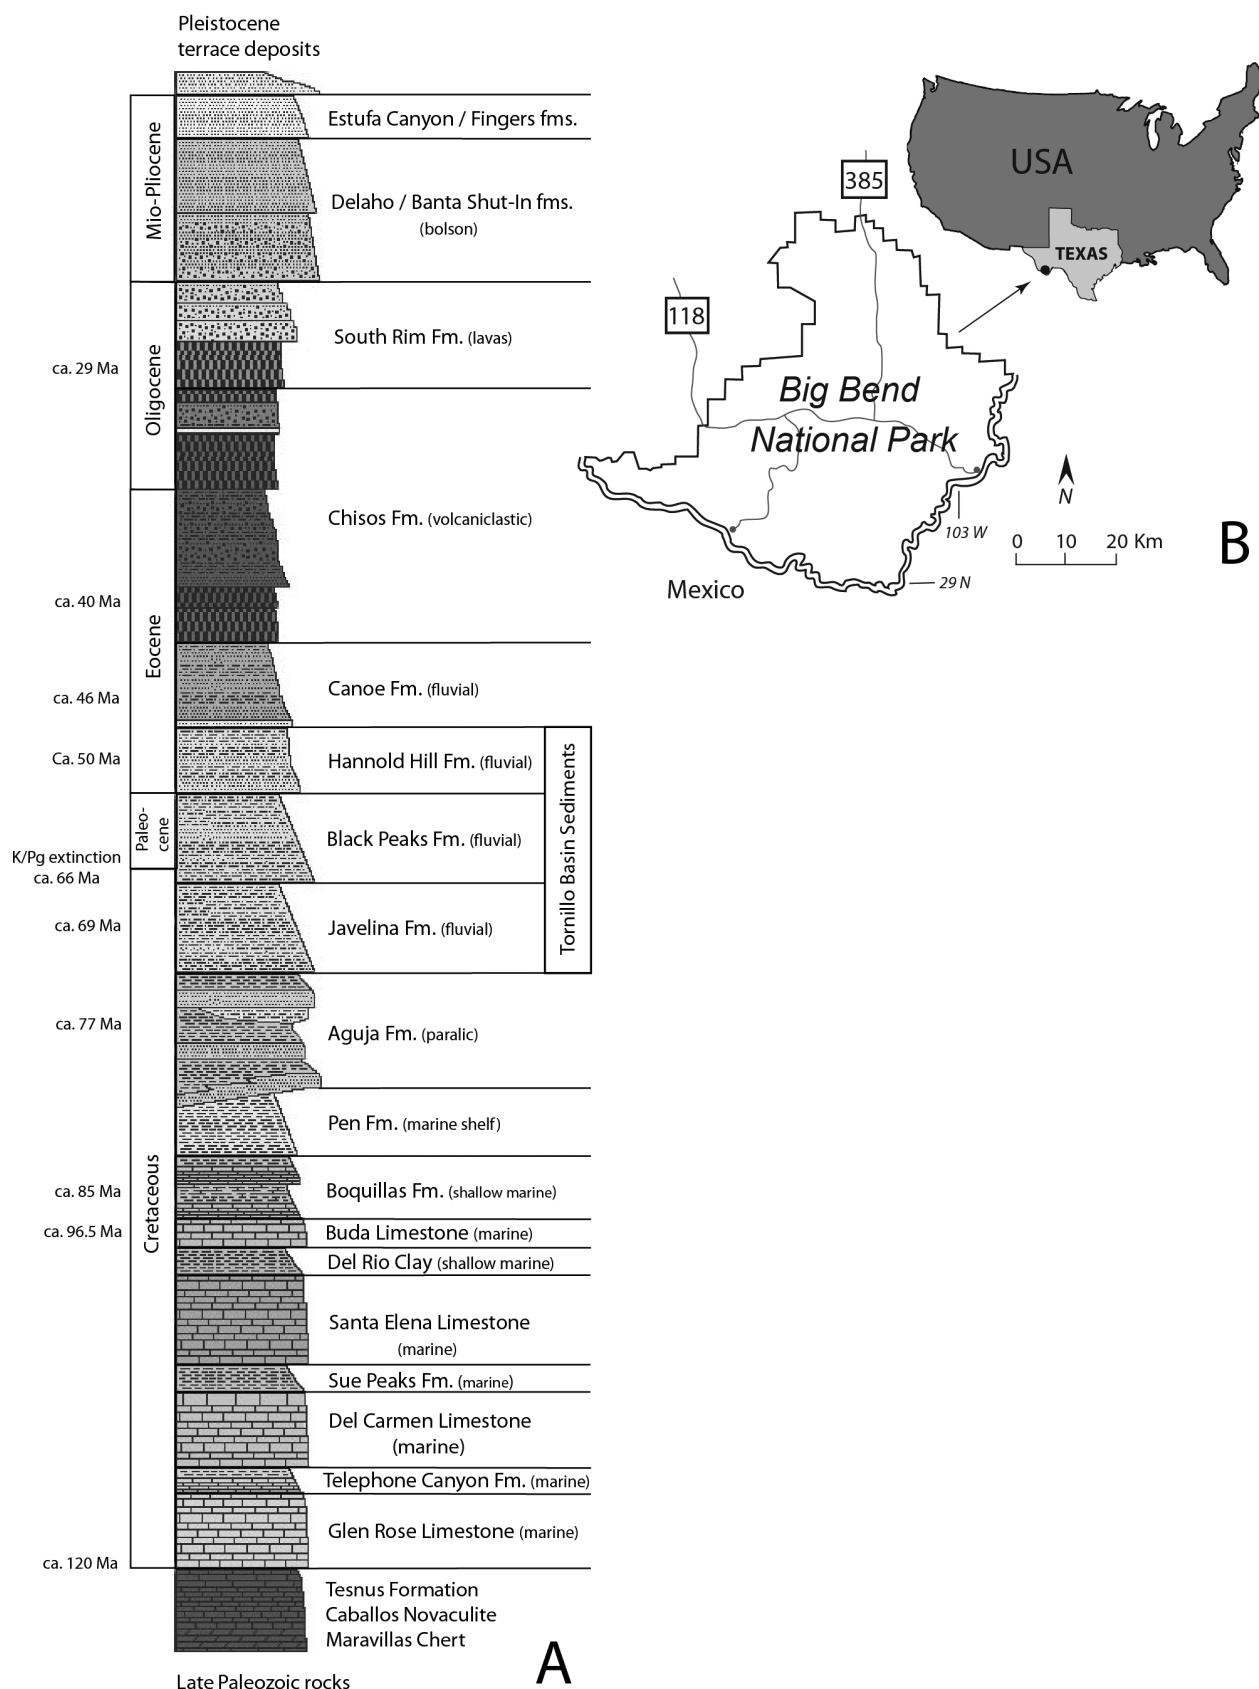 Pleistocene
terrace deposits
Mio-Pliocene
Estufa Canyon / Fingers fms.
Delaho / Banta Shut-In fms.
(bolson)
Oligocene
South Rim Fm. (lavas)
ca. 29 Ma
Chisos Fm. (volcaniclastic)
Eocene
ca. 40 Ma
Canoe Fm. (fluvial)
ca. 46 Ma
Ca. 50 Ma
Hannold Hill Fm. (fluvial)
Tornillo Basin Sediments
Paleo-
cene
Black Peaks Fm. (fluvial)
K/Pg extinction
ca. 66 Ma
ca. 69 Ma
Javelina Fm. (fluvial)
ca. 77 Ma
Aguja Fm. (paralic)
Cretaceous
Pen Fm. (marine shelf)
ca. 85 Ma
Boquillas Fm. (shallow marine)
ca. 96.5 Ma
Buda Limestone (marine)
Del Rio Clay (shallow marine)
Santa Elena Limestone
(marine)
Sue Peaks Fm. (marine)
Del Carmen Limestone
(marine)
Telephone Canyon Fm. (marine)
Glen Rose Limestone (marine)
ca. 120 Ma
Tesnus Formation
Caballos Novaculite
Maravillas Chert
Late Paleozoic rocks
A
USA
TEXAS
385
118
Big Bend
National Park
N
103 W
0 10 20 Km
29 N
Mexico
B